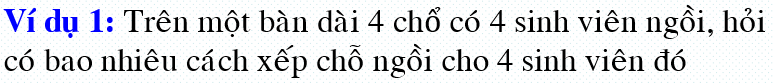 Ví dụ 1: Trên một bàn dài 4 chổ có 4 sinh viên ngồi, hỏi
có bao nhiêu cách xếp chỗ ngồi cho 4 sinh viên đó